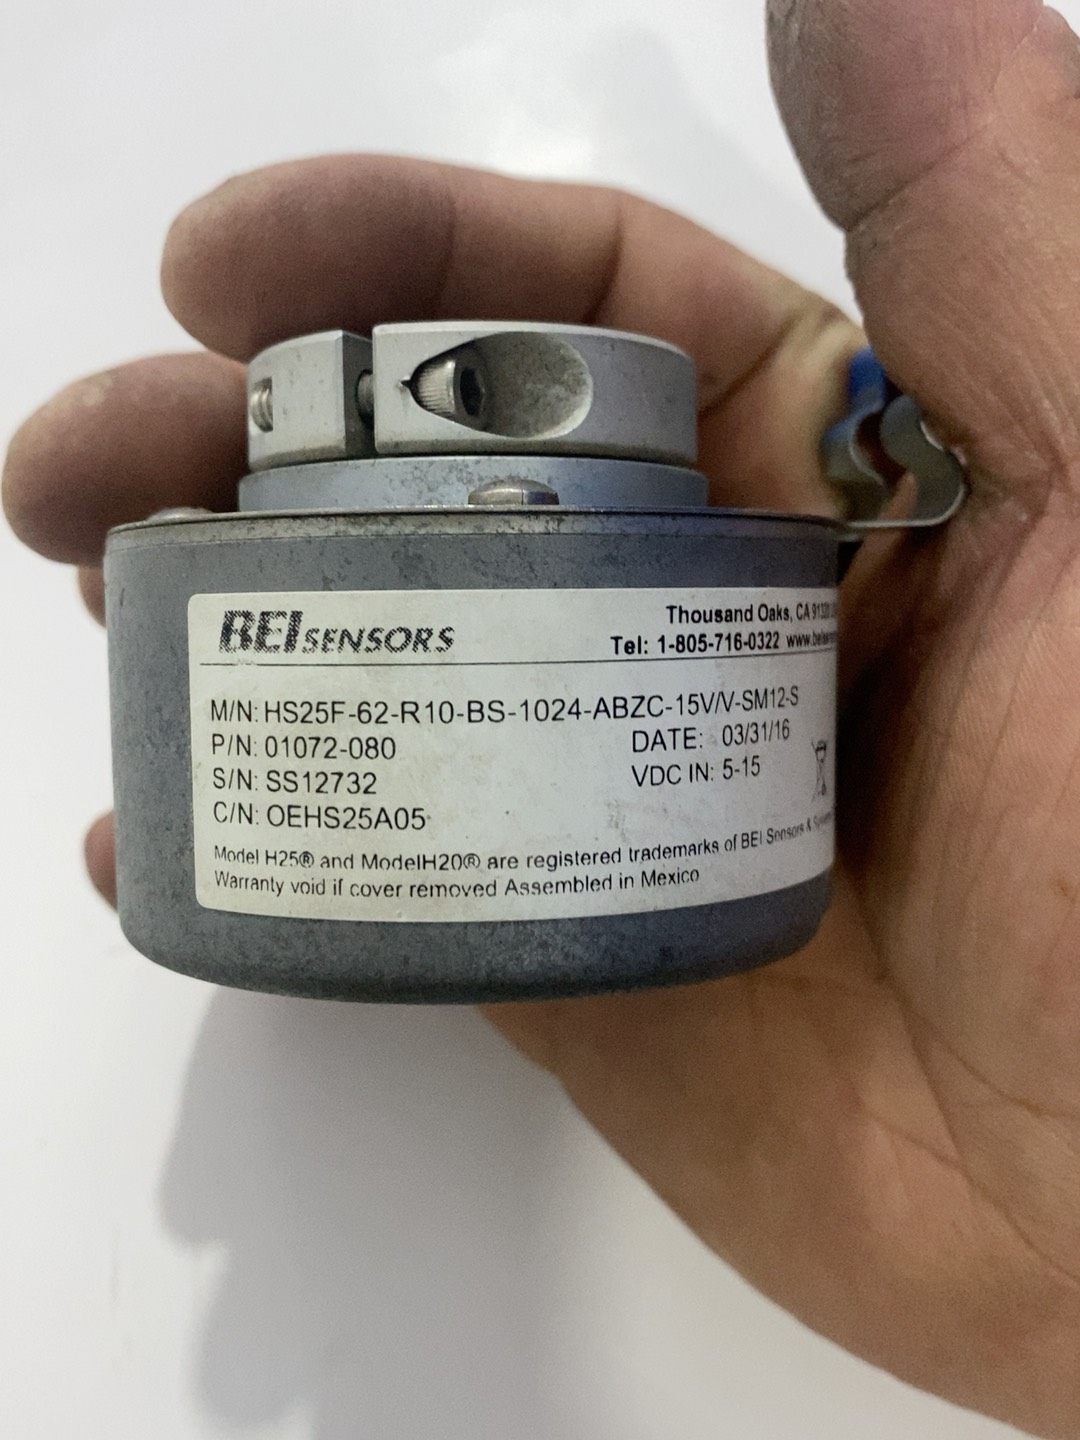 BEI SENSORS
Thousand Oaks, CA
Tel: 1-805-716-0322
M/N: HS25F-62-R10-BS-1024-ABZC-15V/V-SM12-S
P/N: 01072-080
DATE: 03/31/16
S/N: SS12732
VDC IN: 5-15
C/N: OEHS25A05
Model H25® and ModelH20® are registered trademarks of BEI Sensors &
Warranty void if cover removed Assembled in Mexico